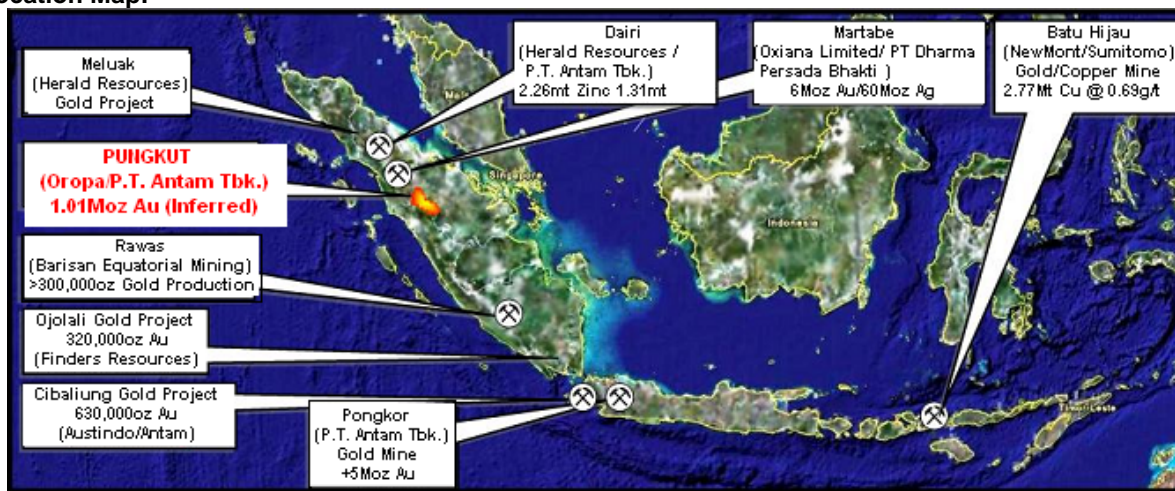 Location Map:
Meluak
(Herald Resources)
Gold Project
Dairi
(Herald Resources /
P.T. Antam Tbk.)
2.26mt Zinc 1.31mt
Martabe
(Oxiana Limited/ PT Dharma
Persada Bhakti )
6Moz Au/60Moz Ag
Batu Hijau
(NewMont/Sumitomo)
Gold/Copper Mine
2.77Mt Cu @ 0.69g/t
PUNGKUT
(Oropa/P.T. Antam Tbk.)
1.01Moz Au (Inferred)
Singapore
Indonesia
Rawas
(Barisan Equatorial Mining)
>300,000oz Gold Production
Ojolali Gold Project
320,000oz Au
(Finders Resources)
Cibaliung Gold Project
630,000oz Au
(Austindo/Antam)
Pongkor
(P.T. Antam Tbk.)
Gold Mine
+5Moz Au
Timur-Leste